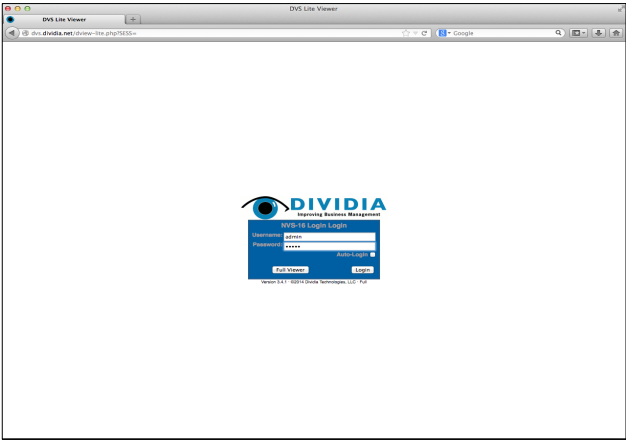 DVS Lite Viewer
DVS Lite Viewer
dvs.dividia.net/dview-lite.php?SESS=
Google
DIVIDIA
Improving Business Management
NVS-16 Login Login
Username: admin
Password: •••••
Auto-Login
Full Viewer
Login
Version 3.4.1 - ©2014 Dividia Technologies, LLC - Full